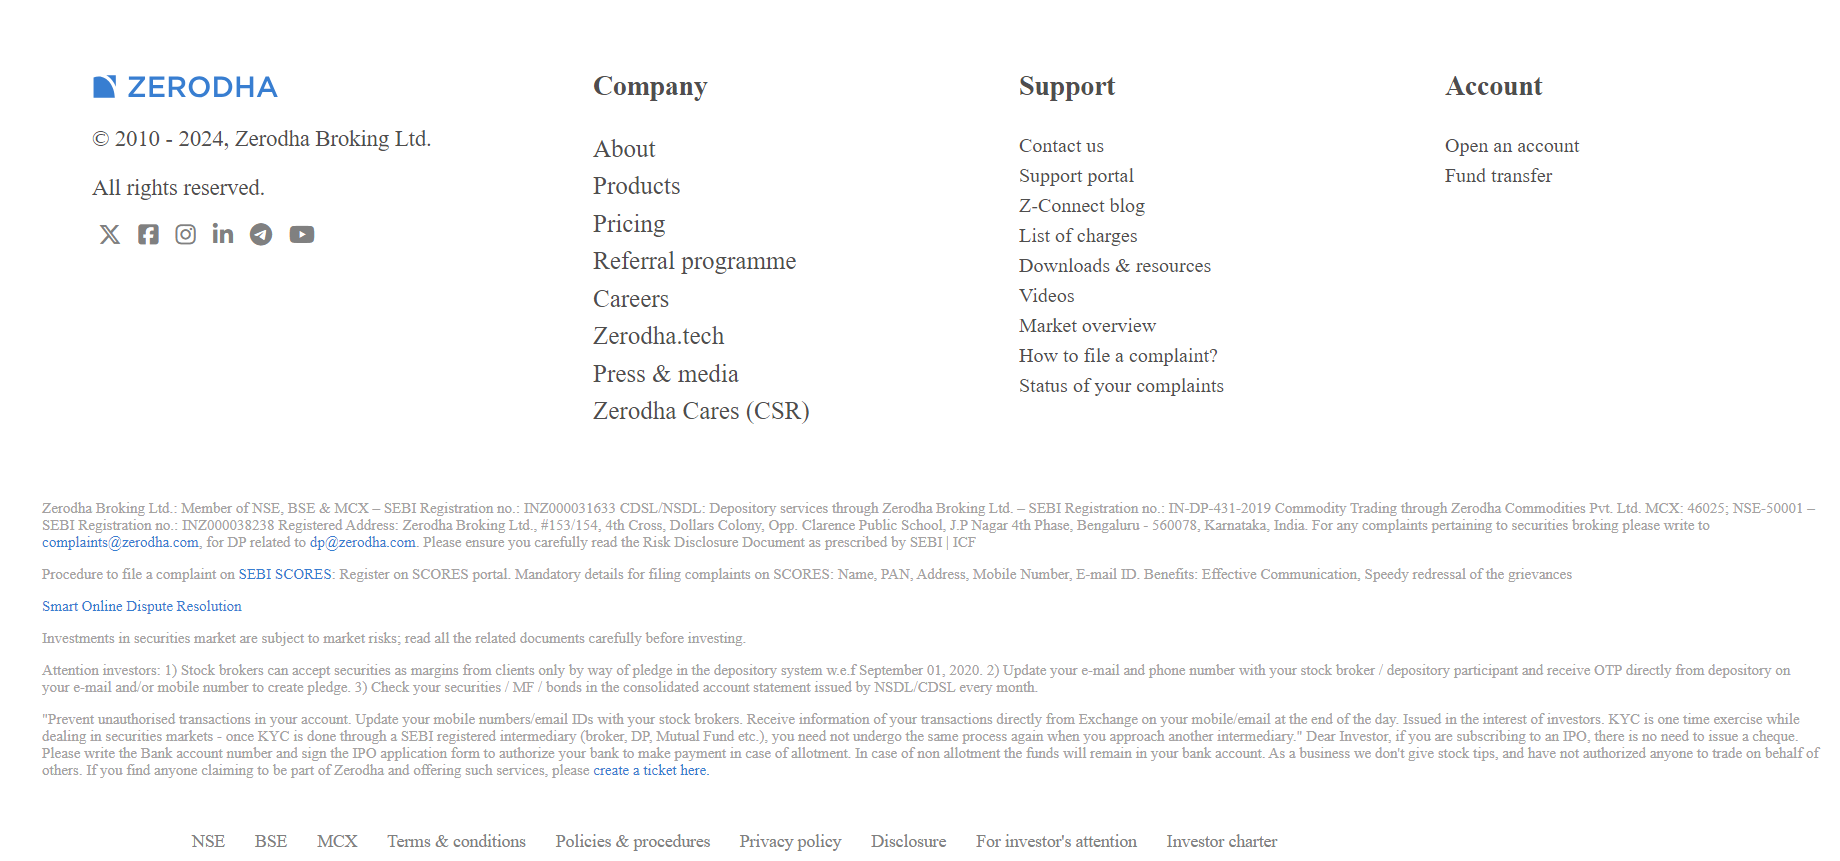 ZERODHA
© 2010 - 2024, Zerodha Broking Ltd.
All rights reserved.
Company
About
Products
Pricing
Referral programme
Careers
Zerodha.tech
Press & media
Zerodha Cares (CSR)
Support
Contact us
Support portal
Z-Connect blog
List of charges
Downloads & resources
Videos
Market overview
How to file a complaint?
Status of your complaints
Account
Open an account
Fund transfer
Zerodha Broking Ltd.: Member of NSE, BSE & MCX – SEBI Registration no.: INZ000031633 CDSL/NSDL: Depository services through Zerodha Broking Ltd. – SEBI Registration no.: IN-DP-431-2019 Commodity Trading through Zerodha Commodities Pvt. Ltd. MCX: 46025; NSE-50001 –
SEBI Registration no.: INZ000038238 Registered Address: Zerodha Broking Ltd., #153/154, 4th Cross, Dollars Colony, Opp. Clarence Public School, J.P Nagar 4th Phase, Bengaluru - 560078, Karnataka, India. For any complaints pertaining to securities broking please write to
complaints@zerodha.com, for DP related to dp@zerodha.com. Please ensure you carefully read the Risk Disclosure Document as prescribed by SEBI | ICF
Procedure to file a complaint on SEBI SCORES: Register on SCORES portal. Mandatory details for filing complaints on SCORES: Name, PAN, Address, Mobile Number, E-mail ID. Benefits: Effective Communication, Speedy redressal of the grievances
Smart Online Dispute Resolution
Investments in securities market are subject to market risks; read all the related documents carefully before investing.
Attention investors: 1) Stock brokers can accept securities as margins from clients only by way of pledge in the depository system w.e.f September 01, 2020. 2) Update your e-mail and phone number with your stock broker / depository participant and receive OTP directly from depository on
your e-mail and/or mobile number to create pledge. 3) Check your securities / MF / bonds in the consolidated account statement issued by NSDL/CDSL every month.
"Prevent unauthorised transactions in your account. Update your mobile numbers/email IDs with your stock brokers. Receive information of your transactions directly from Exchange on your mobile/email at the end of the day. Issued in the interest of investors. KYC is one time exercise while
dealing in securities markets - once KYC is done through a SEBI registered intermediary (broker, DP, Mutual Fund etc.), you need not undergo the same process again when you approach another intermediary." Dear Investor, if you are subscribing to an IPO, there is no need to issue a cheque.
Please write the Bank account number and sign the IPO application form to authorize your bank to make payment in case of allotment. In case of non allotment the funds will remain in your bank account. As a business we don't give stock tips, and have not authorized anyone to trade on behalf of
others. If you find anyone claiming to be part of Zerodha and offering such services, please create a ticket here.
NSE BSE MCX Terms & conditions Policies & procedures Privacy policy Disclosure For investor's attention Investor charter